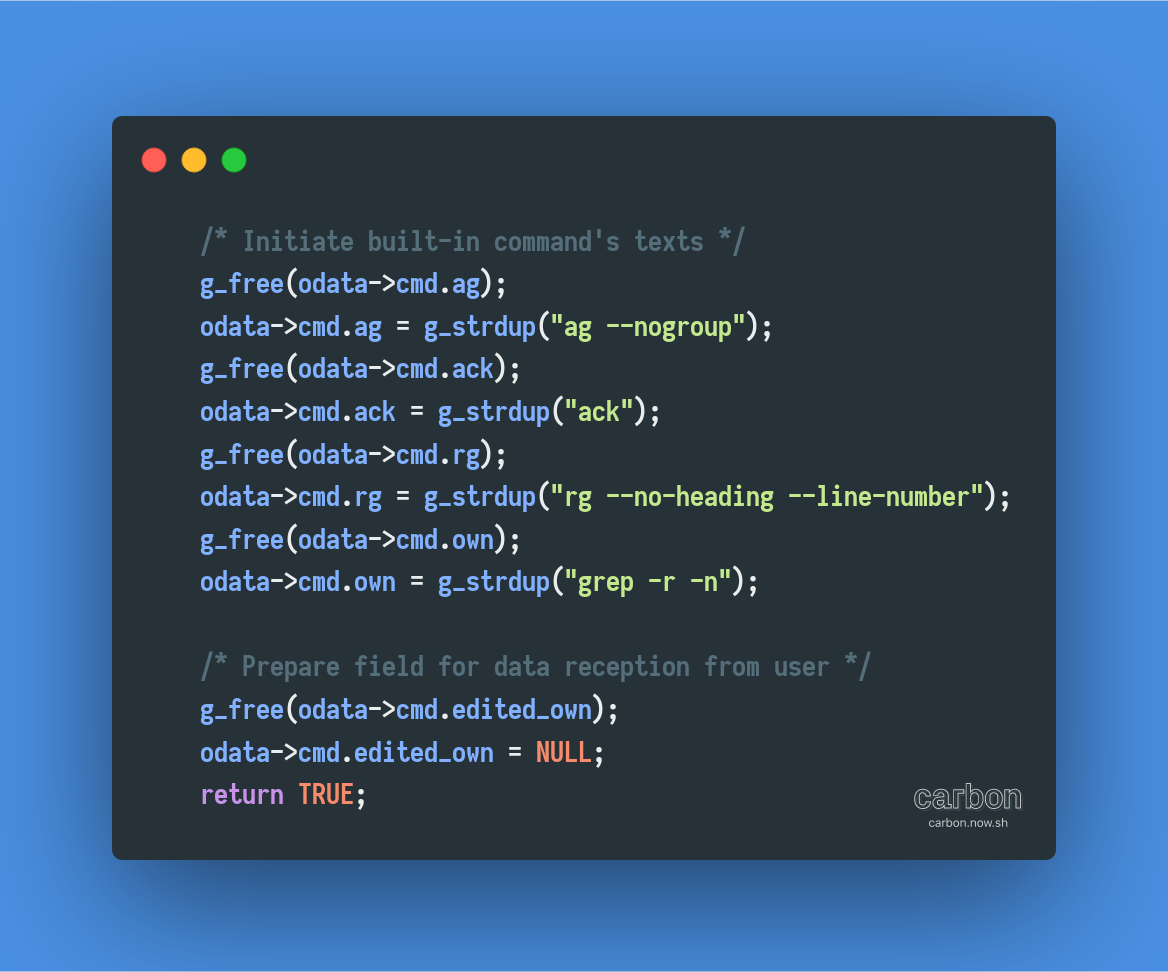 /* Initiate built-in command's texts */
g_free(odata->cmd.ag);
odata->cmd.ag = g_strdup("ag --nogroup");
g_free(odata->cmd.ack);
odata->cmd.ack = g_strdup("ack");
g_free(odata->cmd.rg);
odata->cmd.rg = g_strdup("rg --no-heading --line-number");
g_free(odata->cmd.own);
odata->cmd.own = g_strdup("grep -r -n");

/* Prepare field for data reception from user */
g_free(odata->cmd.edited_own);
odata->cmd.edited_own = NULL;
return TRUE;
carbon
carbon.now.sh